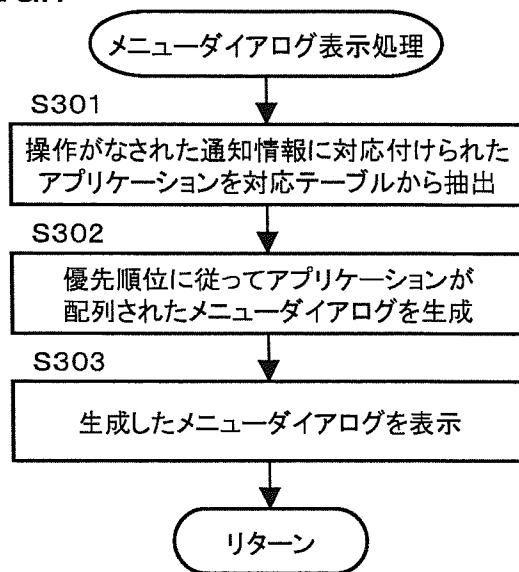 メニューダイアログ表示処理
S301
操作がなされた通知情報に対応付けられた
アプリケーションを対応テーブルから抽出
S302
優先順位に従ってアプリケーションが
配列されたメニューダイアログを生成
S303
生成したメニューダイアログを表示
リターン